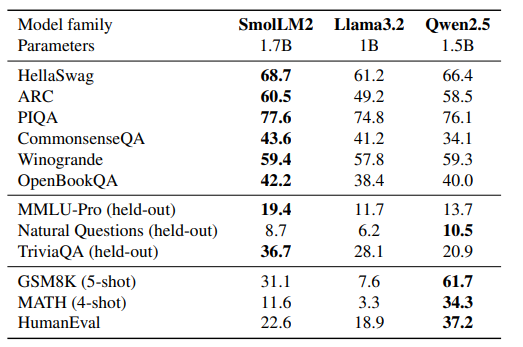 Model family SmolLM2 Llama3.2 Qwen2.5
Parameters 1.7B 1B 1.5B
HellaSwag 68.7 61.2 66.4
ARC 60.5 49.2 58.5
PIQA 77.6 74.8 76.1
CommonsenseQA 43.6 41.2 34.1
Winogrande 59.4 57.8 59.3
OpenBookQA 42.2 38.4 40.0
MMLU-Pro (held-out) 19.4 11.7 13.7
Natural Questions (held-out) 8.7 6.2 10.5
TriviaQA (held-out) 36.7 28.1 20.9
GSM8K (5-shot) 31.1 7.6 61.7
MATH (4-shot) 11.6 3.3 34.3
HumanEval 22.6 18.9 37.2